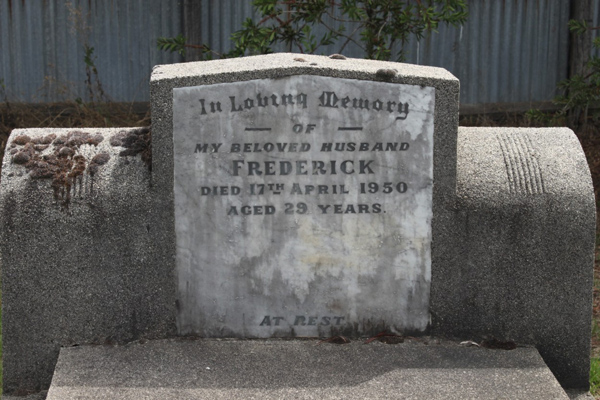 In Loving Memory
— OF —
MY BELOVED HUSBAND
FREDERICK
DIED 17TH APRIL 1950
AGED 29 YEARS.
AT REST